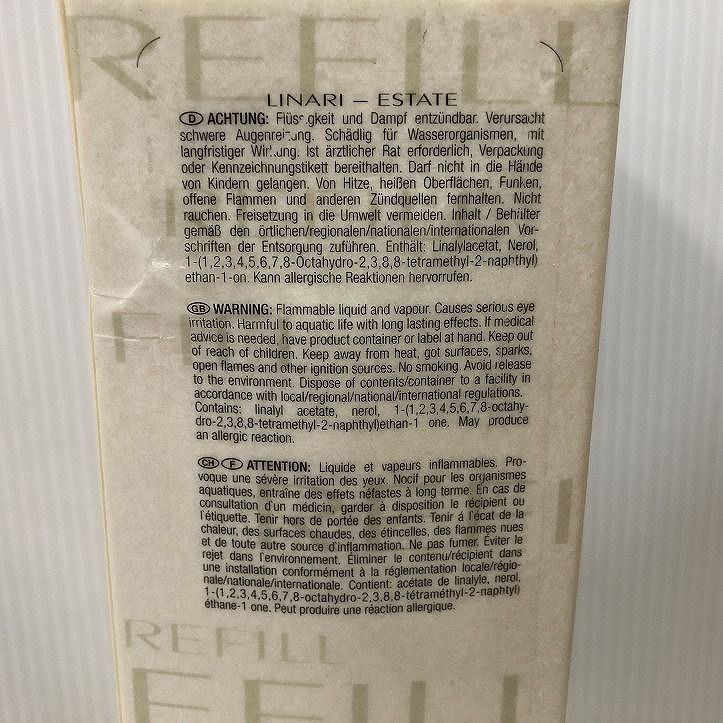 REFILL
LINARI – ESTATE
Ⓓ ACHTUNG: Flüssigkeit und Dampf entzündbar. Verursacht
schwere Augenreizung. Schädlig für Wasserorganismen, mit
langfristiger Wirkung. Ist ärztlicher Rat erforderlich, Verpackung
oder Kennzeichnungstikett bereithalten. Darf nicht in die Hände
von Kindern gelangen. Von Hitze, heißen Oberflächen, Funken,
offene Flammen und anderen Zündquellen fernhalten. Nicht
rauchen. Freisetzung in die Umwelt vermeiden. Inhalt / Behälter
gemäß den örtlichen/regionalen/nationalen/internationalen Vor-
schriften der Entsorgung zuführen. Enthält: Linalylacetat, Nerol,
1-(1,2,3,4,5,6,7,8-Octahydro-2,3,8,8-tetramethyl-2-naphthyl)
ethan-1-on. Kann allergische Reaktionen hervorrufen.
GB WARNING: Flammable liquid and vapour. Causes serious eye
irritation. Harmful to aquatic life with long lasting effects. If medical
advice is needed, have product container or label at hand. Keep out
of reach of children. Keep away from heat, got surfaces, sparks,
open flames and other ignition sources. No smoking. Avoid release
to the environment. Dispose of contents/container to a facility in
accordance with local/regional/national/international regulations.
Contains: linalyl acetate, nerol, 1-(1,2,3,4,5,6,7,8-octahy-
dro-2,3,8,8-tetramethyl-2-naphthyl)ethan-1 one. May produce
an allergic reaction.
CH F ATTENTION: Liquide et vapeurs inflammables. Pro-
voque une sévère irritation des yeux. Nocif pour les organismes
aquatiques, entraîne des effets néfastes à long terme. En cas de
consultation d'un médicin, garder à disposition le récipient ou
l'étiquette. Tenir hors de portée des enfants. Tenir á l'écat de la
chaleur, des surfaces chaudes, des étincelles, des flammes nues
et de toute autre source d'inflammation. Ne pas fumer. Éviter le
rejet dans l'environnement. Éliminer le contenu/récipient dans
une installation conformément à la réglementation locale/régio-
nale/nationale/internationale. Contient: acétate de linalyle, nerol,
1-(1,2,3,4,5,6,7,8-octahydro-2,3,8,8-tétraméthyl-2-naphtyl)
éthane-1 one. Peut produire une réaction allergique.
REFILL